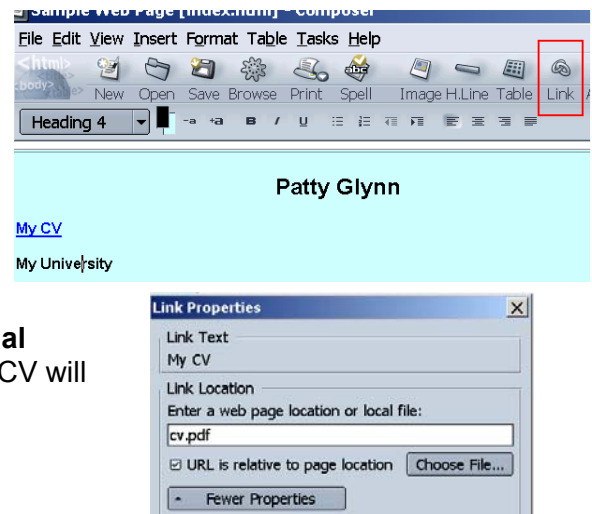 Sample Web Page [index.html] - Composer
File Edit View Insert Format Table Tasks Help
<html>
<body> New Open Save Browse Print Spell Image H.Line Table Link
Heading 4 -a +a B / U
Patty Glynn
My CV
My University
al
CV will
Link Properties
Link Text
My CV
Link Location
Enter a web page location or local file:
cv.pdf
URL is relative to page location Choose File...
Fewer Properties